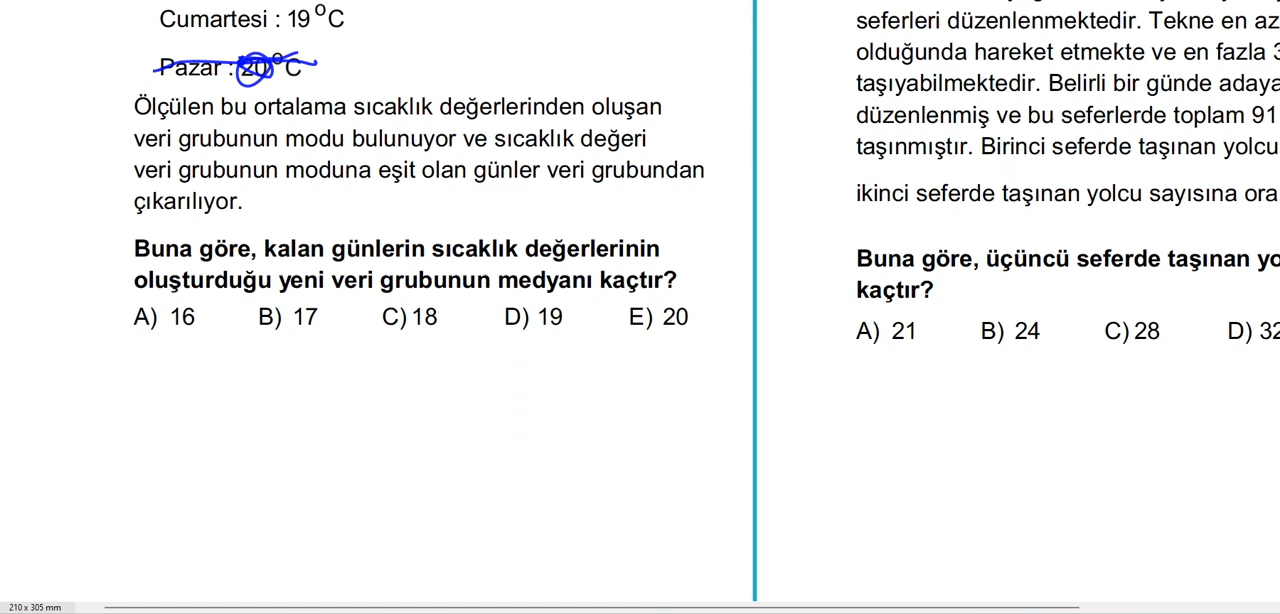 Cumartesi : 19 °C
Pazar : 20 °C
Ölçülen bu ortalama sıcaklık değerlerinden oluşan
veri grubunun modu bulunuyor ve sıcaklık değeri
veri grubunun moduna eşit olan günler veri grubundan
çıkarılıyor.
Buna göre, kalan günlerin sıcaklık değerlerinin
oluşturduğu yeni veri grubunun medyanı kaçtır?
A) 16 B) 17 C) 18 D) 19 E) 20
seferleri düzenlenmektedir. Tekne en az
olduğunda hareket etmekte ve en fazla 3
taşıyabilmektedir. Belirli bir günde adaya
düzenlenmiş ve bu seferlerde toplam 91
taşınmıştır. Birinci seferde taşınan yolcu
ikinci seferde taşınan yolcu sayısına ora
Buna göre, üçüncü seferde taşınan yo
kaçtır?
A) 21 B) 24 C) 28 D) 32
210 x 305 mm